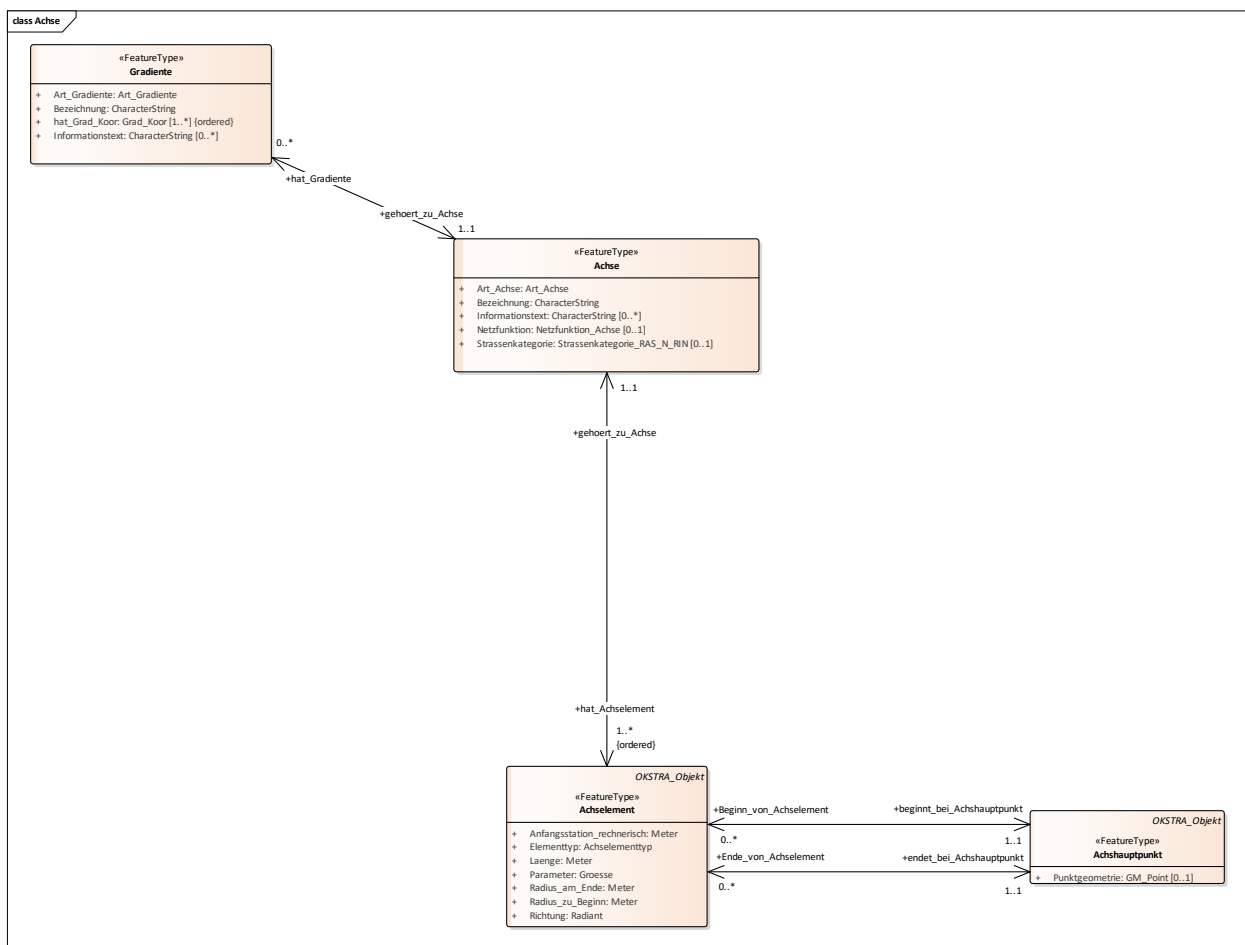 class Achse
«FeatureType»
Gradiente
+ Art_Gradiente: Art_Gradiente
+ Bezeichnung: CharacterString
+ hat_Grad_Koor: Grad_Koor [1..*] {ordered}
+ Informationstext: CharacterString [0..*]
0..*
+hat_Gradiente
+gehoert_zu_Achse
1..1
«FeatureType»
Achse
+ Art_Achse: Art_Achse
+ Bezeichnung: CharacterString
+ Informationstext: CharacterString [0..*]
+ Netzfunktion: Netzfunktion_Achse [0..1]
+ Strassenkategorie: Strassenkategorie_RAS_N_RIN [0..1]
1..1
+gehoert_zu_Achse
+hat_Achselement
1..*
{ordered}
OKSTRA_Objekt
«FeatureType»
Achselement
+ Anfangsstation_rechnerisch: Meter
+ Elementtyp: Achselementtyp
+ Laenge: Meter
+ Parameter: Groesse
+ Radius_am_Ende: Meter
+ Radius_zu_Beginn: Meter
+ Richtung: Radiant
+Beginn_von_Achselement
+beginnt_bei_Achshauptpunkt
0..*
1..1
+Ende_von_Achselement
+endet_bei_Achshauptpunkt
0..*
1..1
OKSTRA_Objekt
«FeatureType»
Achshauptpunkt
+ Punktgeometrie: GM_Point [0..1]